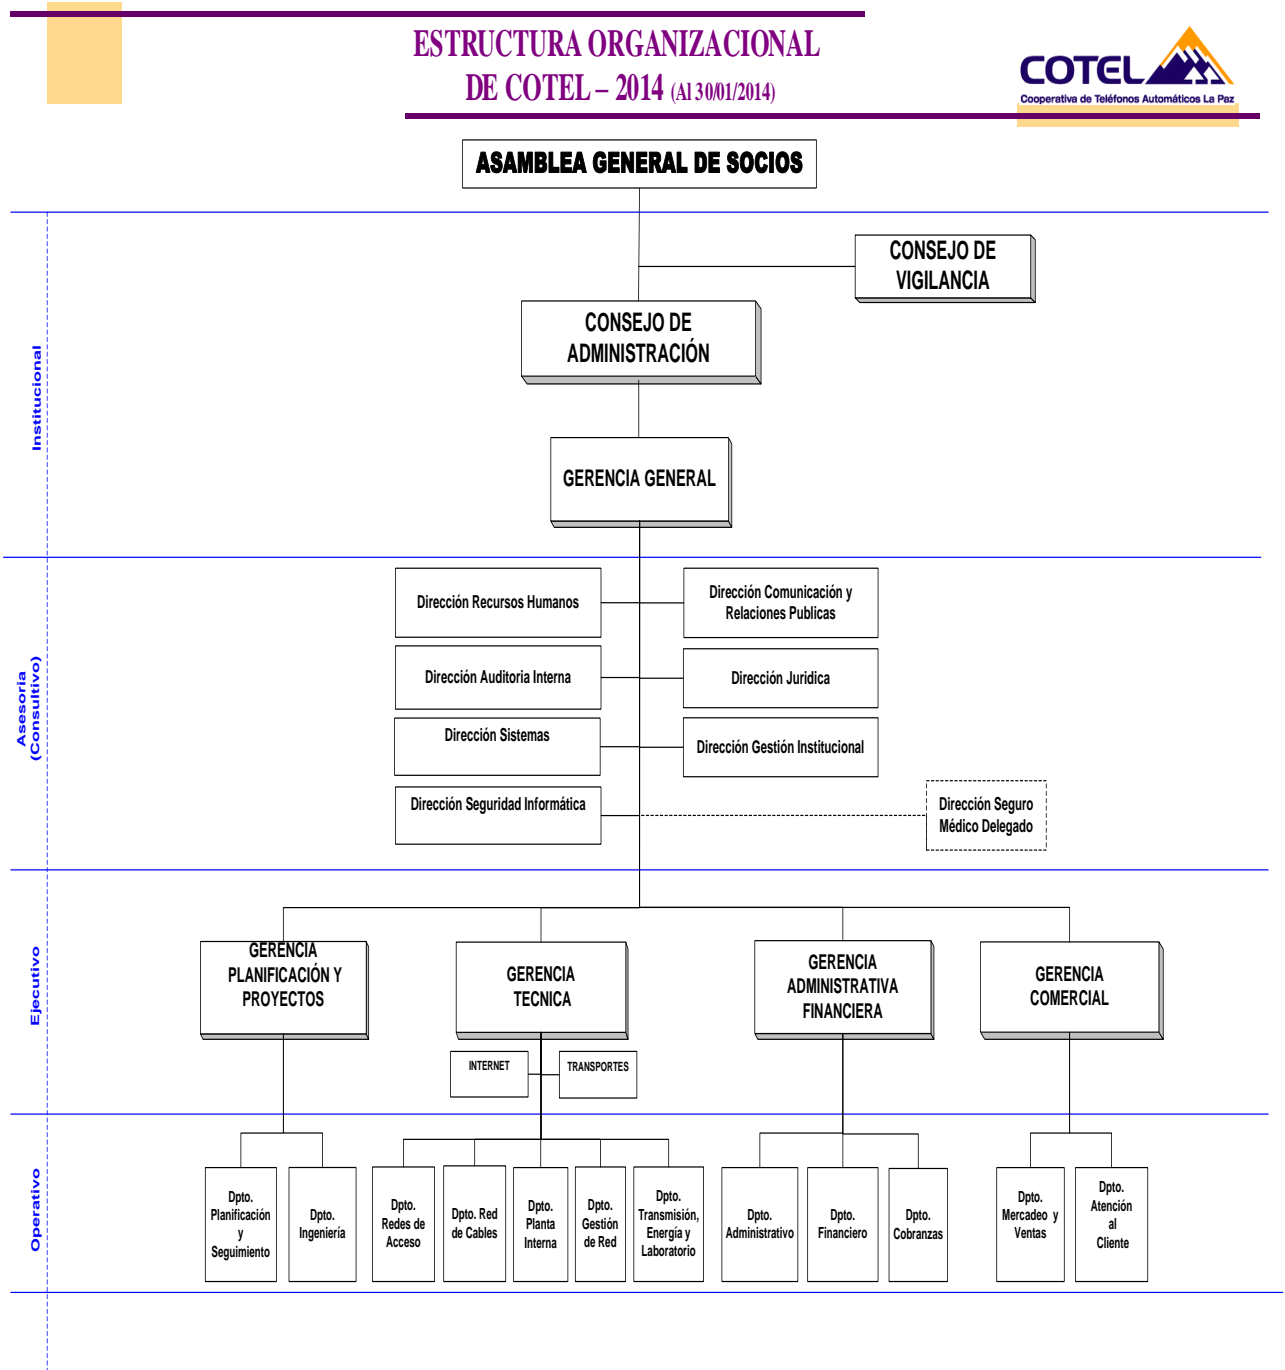 ESTRUCTURA ORGANIZACIONAL
DE COTEL – 2014 (Al 30/01/2014)
COTEL
Cooperativa de Teléfonos Automáticos La Paz
ASAMBLEA GENERAL DE SOCIOS
Institucional
CONSEJO DE
VIGILANCIA
CONSEJO DE
ADMINISTRACIÓN
GERENCIA GENERAL
Asesoria
(Consultivo)
Dirección Recursos Humanos
Dirección Comunicación y
Relaciones Publicas
Dirección Auditoria Interna
Dirección Juridica
Dirección Sistemas
Dirección Gestión Institucional
Dirección Seguridad Informática
Dirección Seguro
Médico Delegado
Ejecutivo
GERENCIA
PLANIFICACIÓN Y
PROYECTOS
GERENCIA
TECNICA
GERENCIA
ADMINISTRATIVA
FINANCIERA
GERENCIA
COMERCIAL
INTERNET
TRANSPORTES
Operativo
Dpto.
Planificación
y
Seguimiento
Dpto.
Ingeniería
Dpto.
Redes de
Acceso
Dpto. Red
de Cables
Dpto.
Planta
Interna
Dpto.
Gestión
de Red
Dpto.
Transmisión,
Energía y
Laboratorio
Dpto.
Administrativo
Dpto.
Financiero
Dpto.
Cobranzas
Dpto.
Mercadeo y
Ventas
Dpto.
Atención
al
Cliente